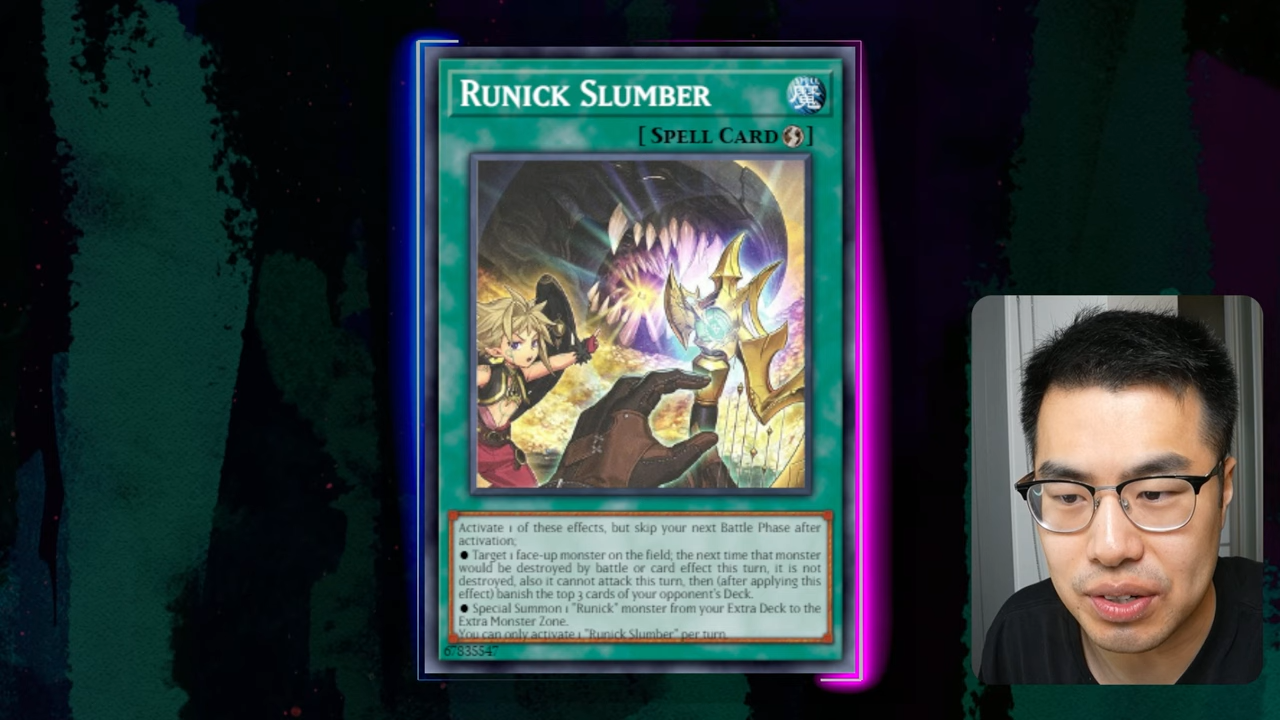 RUNICK SLUMBER
魔
[ SPELL CARD ]
Activate 1 of these effects, but skip your next Battle Phase after
activation;
● Target 1 face-up monster on the field; the next time that monster
would be destroyed by battle or card effect this turn, it is not
destroyed, also it cannot attack this turn, then (after applying this
effect) banish the top 3 cards of your opponent's Deck.
● Special Summon 1 "Runick" monster from your Extra Deck to the
Extra Monster Zone.
You can only activate 1 "Runick Slumber" per turn.
67835547